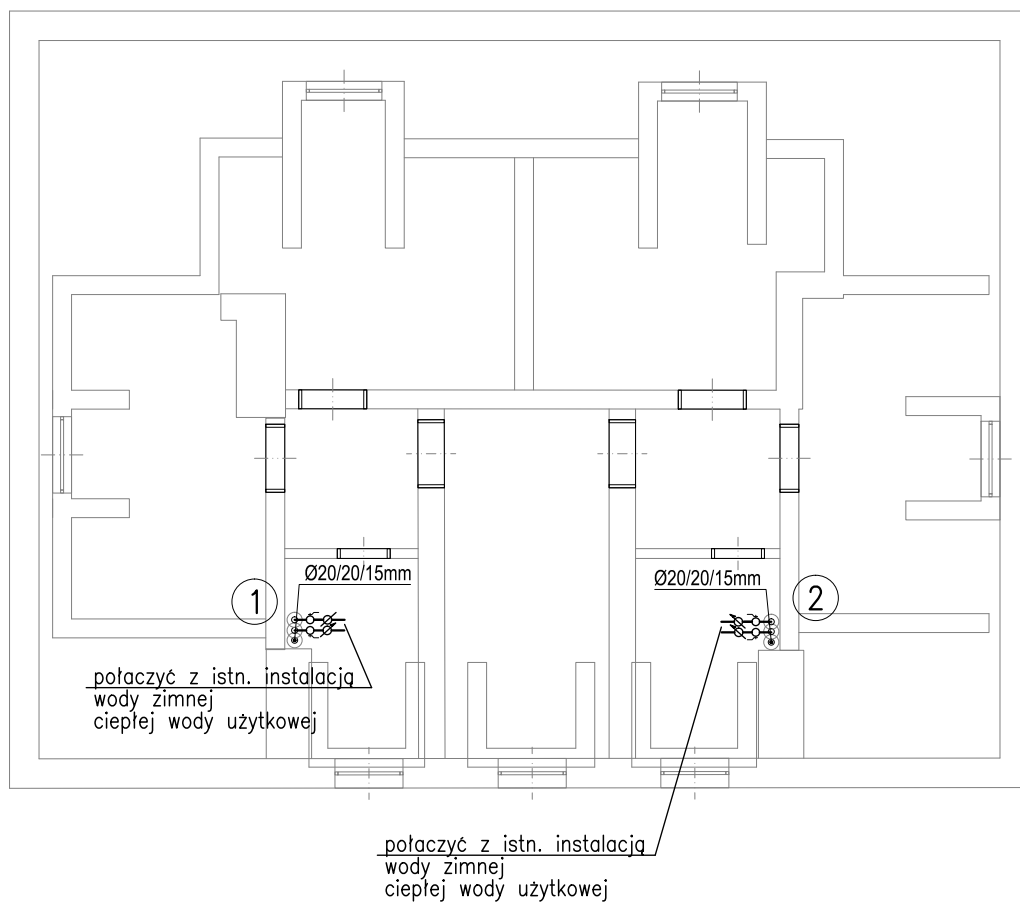 Ø20/20/15mm
1
połaczyć z istn. instalacją
wody zimnej
ciepłej wody użytkowej
Ø20/20/15mm
2
połaczyć z istn. instalacją
wody zimnej
ciepłej wody użytkowej